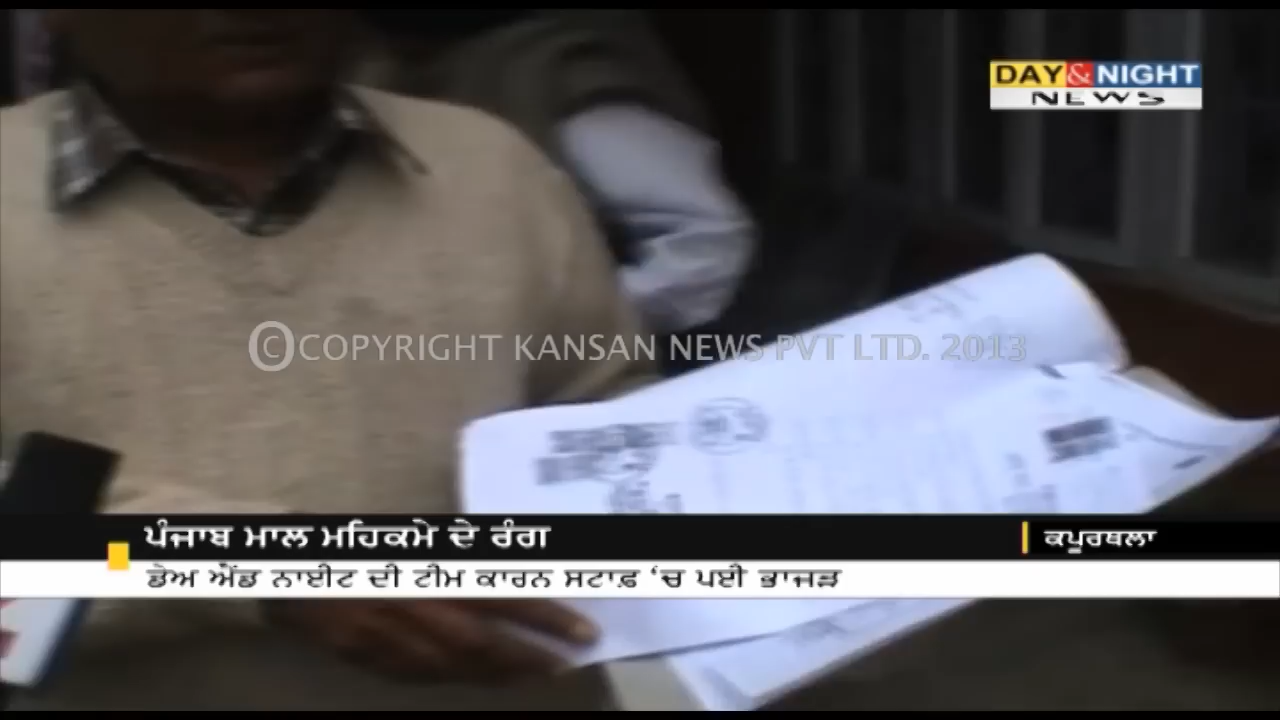 DAY & NIGHT
NEWS
©COPYRIGHT KANSAN NEWS PVT LTD. 2013
ਪੰਜਾਬ ਮਾਲ ਮਹਿਕਮੇ ਦੇ ਰੰਗ
ਕਪੂਰਥਲਾ
ਡੇਅ ਐਂਡ ਨਾਈਟ ਦੀ ਟੀਮ ਕਾਰਨ ਸਟਾਫ਼ ‘ਚ ਪਈ ਭਾਜੜ